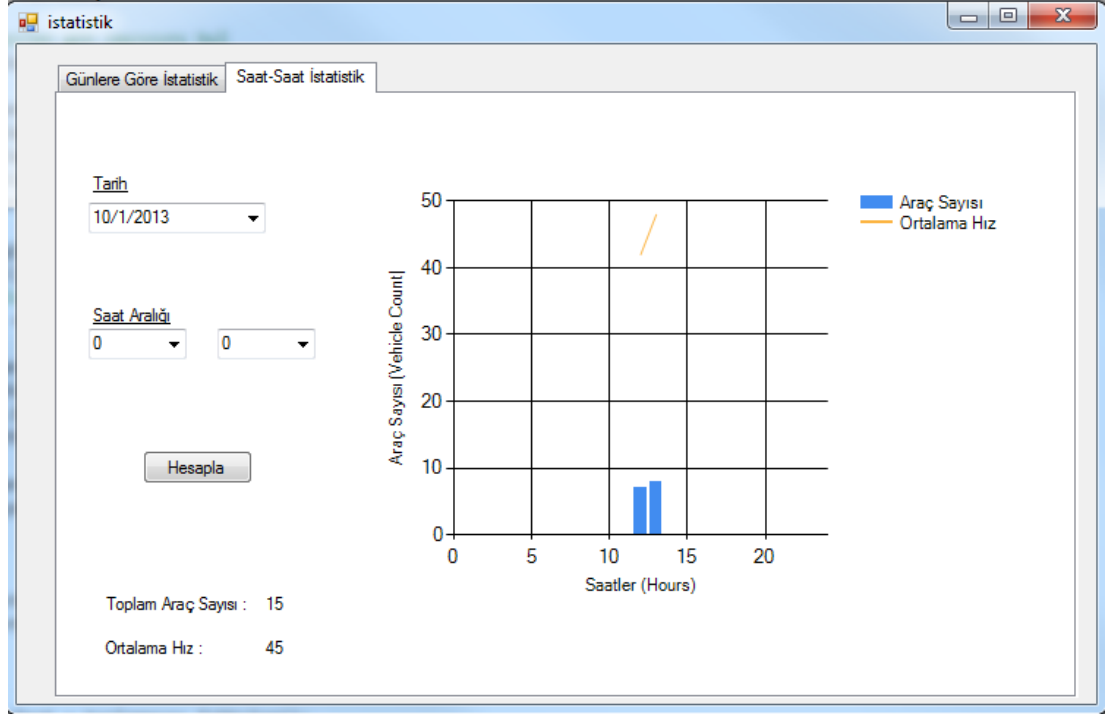 istatistik
Günlere Göre İstatistik
Saat-Saat İstatistik
Tarih
10/1/2013
Saat Aralığı
0
0
Hesapla
Toplam Araç Sayısı : 15
Ortalama Hız : 45
Araç Sayısı (Vehicle Count|
50
40
30
20
10
0
0 5 10 15 20
Saatler (Hours)
Araç Sayısı
Ortalama Hız